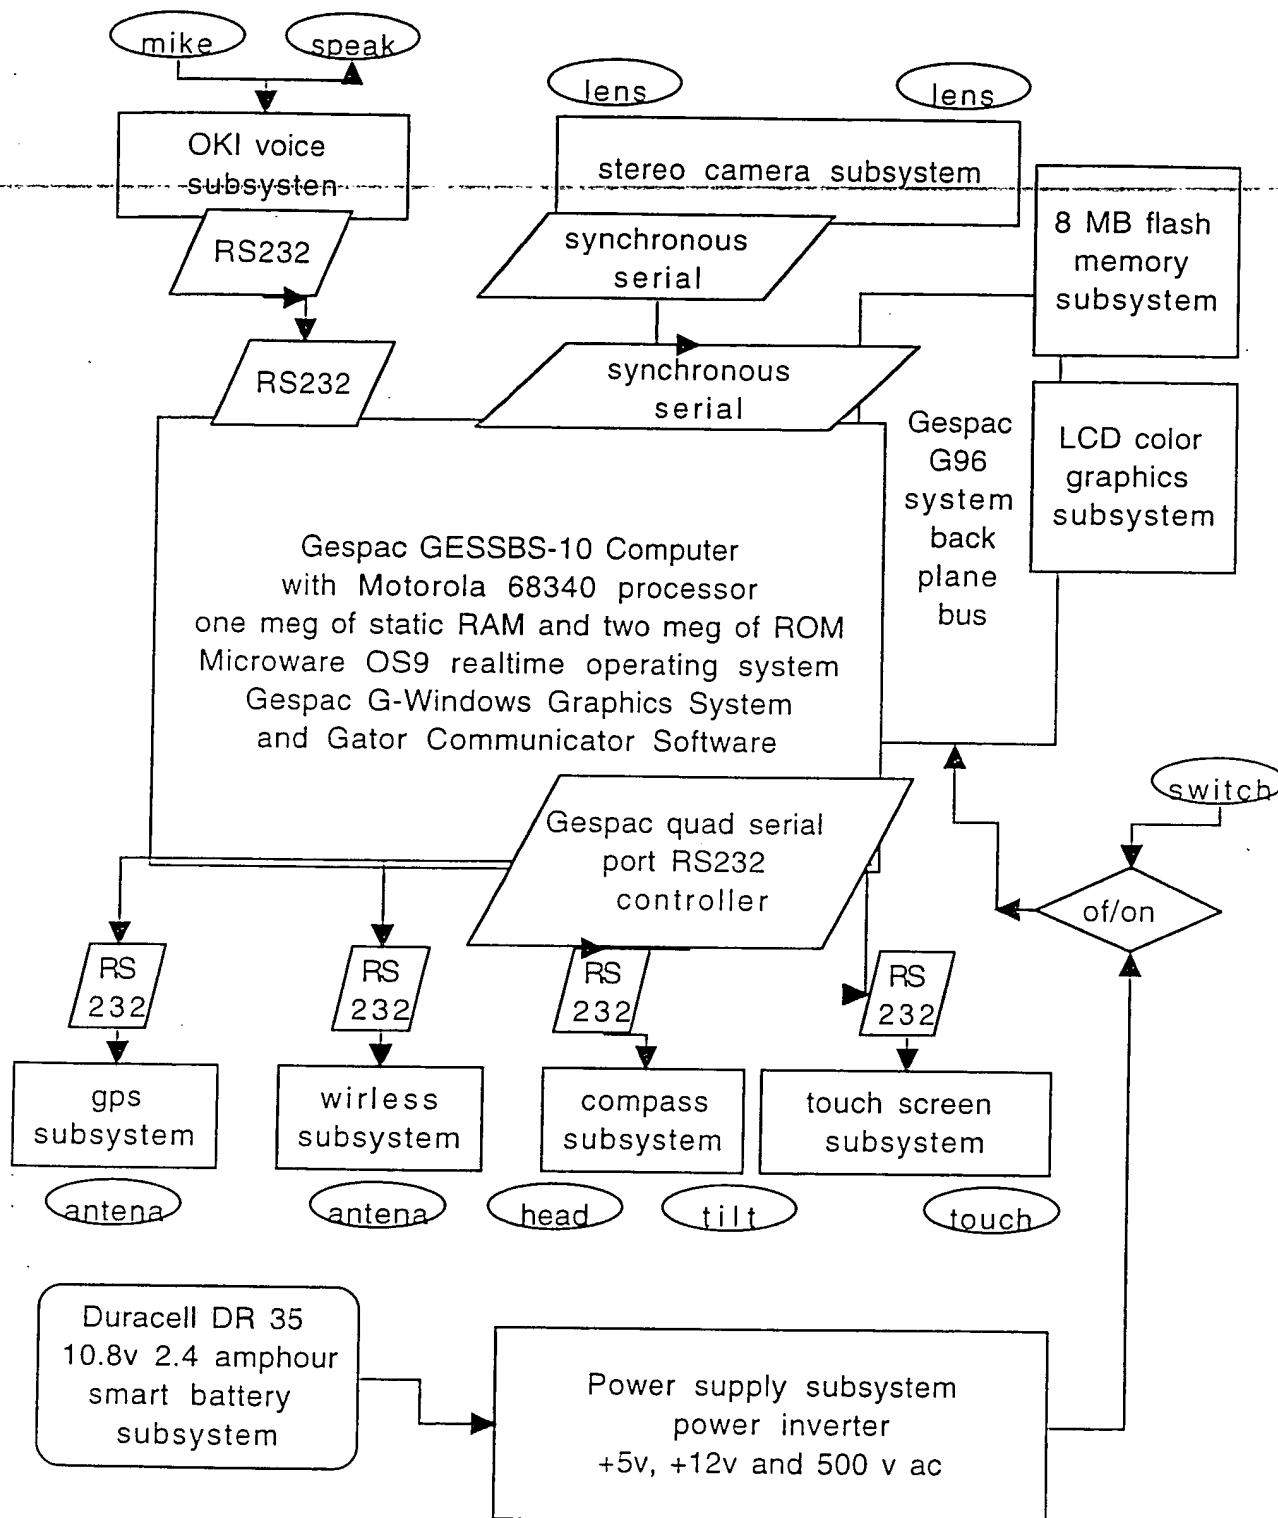 mike
speak
lens
lens
OKI voice
subsysten
stereo camera subsystem
RS232
synchronous
serial
8 MB flash
memory
subsystem
RS232
synchronous
serial
Gespac
G96
system
back
plane
bus
LCD color
graphics
subsystem
Gespac GESSBS-10 Computer
with Motorola 68340 processor
one meg of static RAM and two meg of ROM
Microware OS9 realtime operating system
Gespac G-Windows Graphics System
and Gator Communicator Software
switch
Gespac quad serial
port RS232
controller
of/on
RS
232
RS
232
RS
232
RS
232
gps
subsystem
wirless
subsystem
compass
subsystem
touch screen
subsystem
antena
antena
head
tilt
touch
Duracell DR 35
10.8v 2.4 amphour
smart battery
subsystem
Power supply subsystem
power inverter
+5v, +12v and 500 v ac